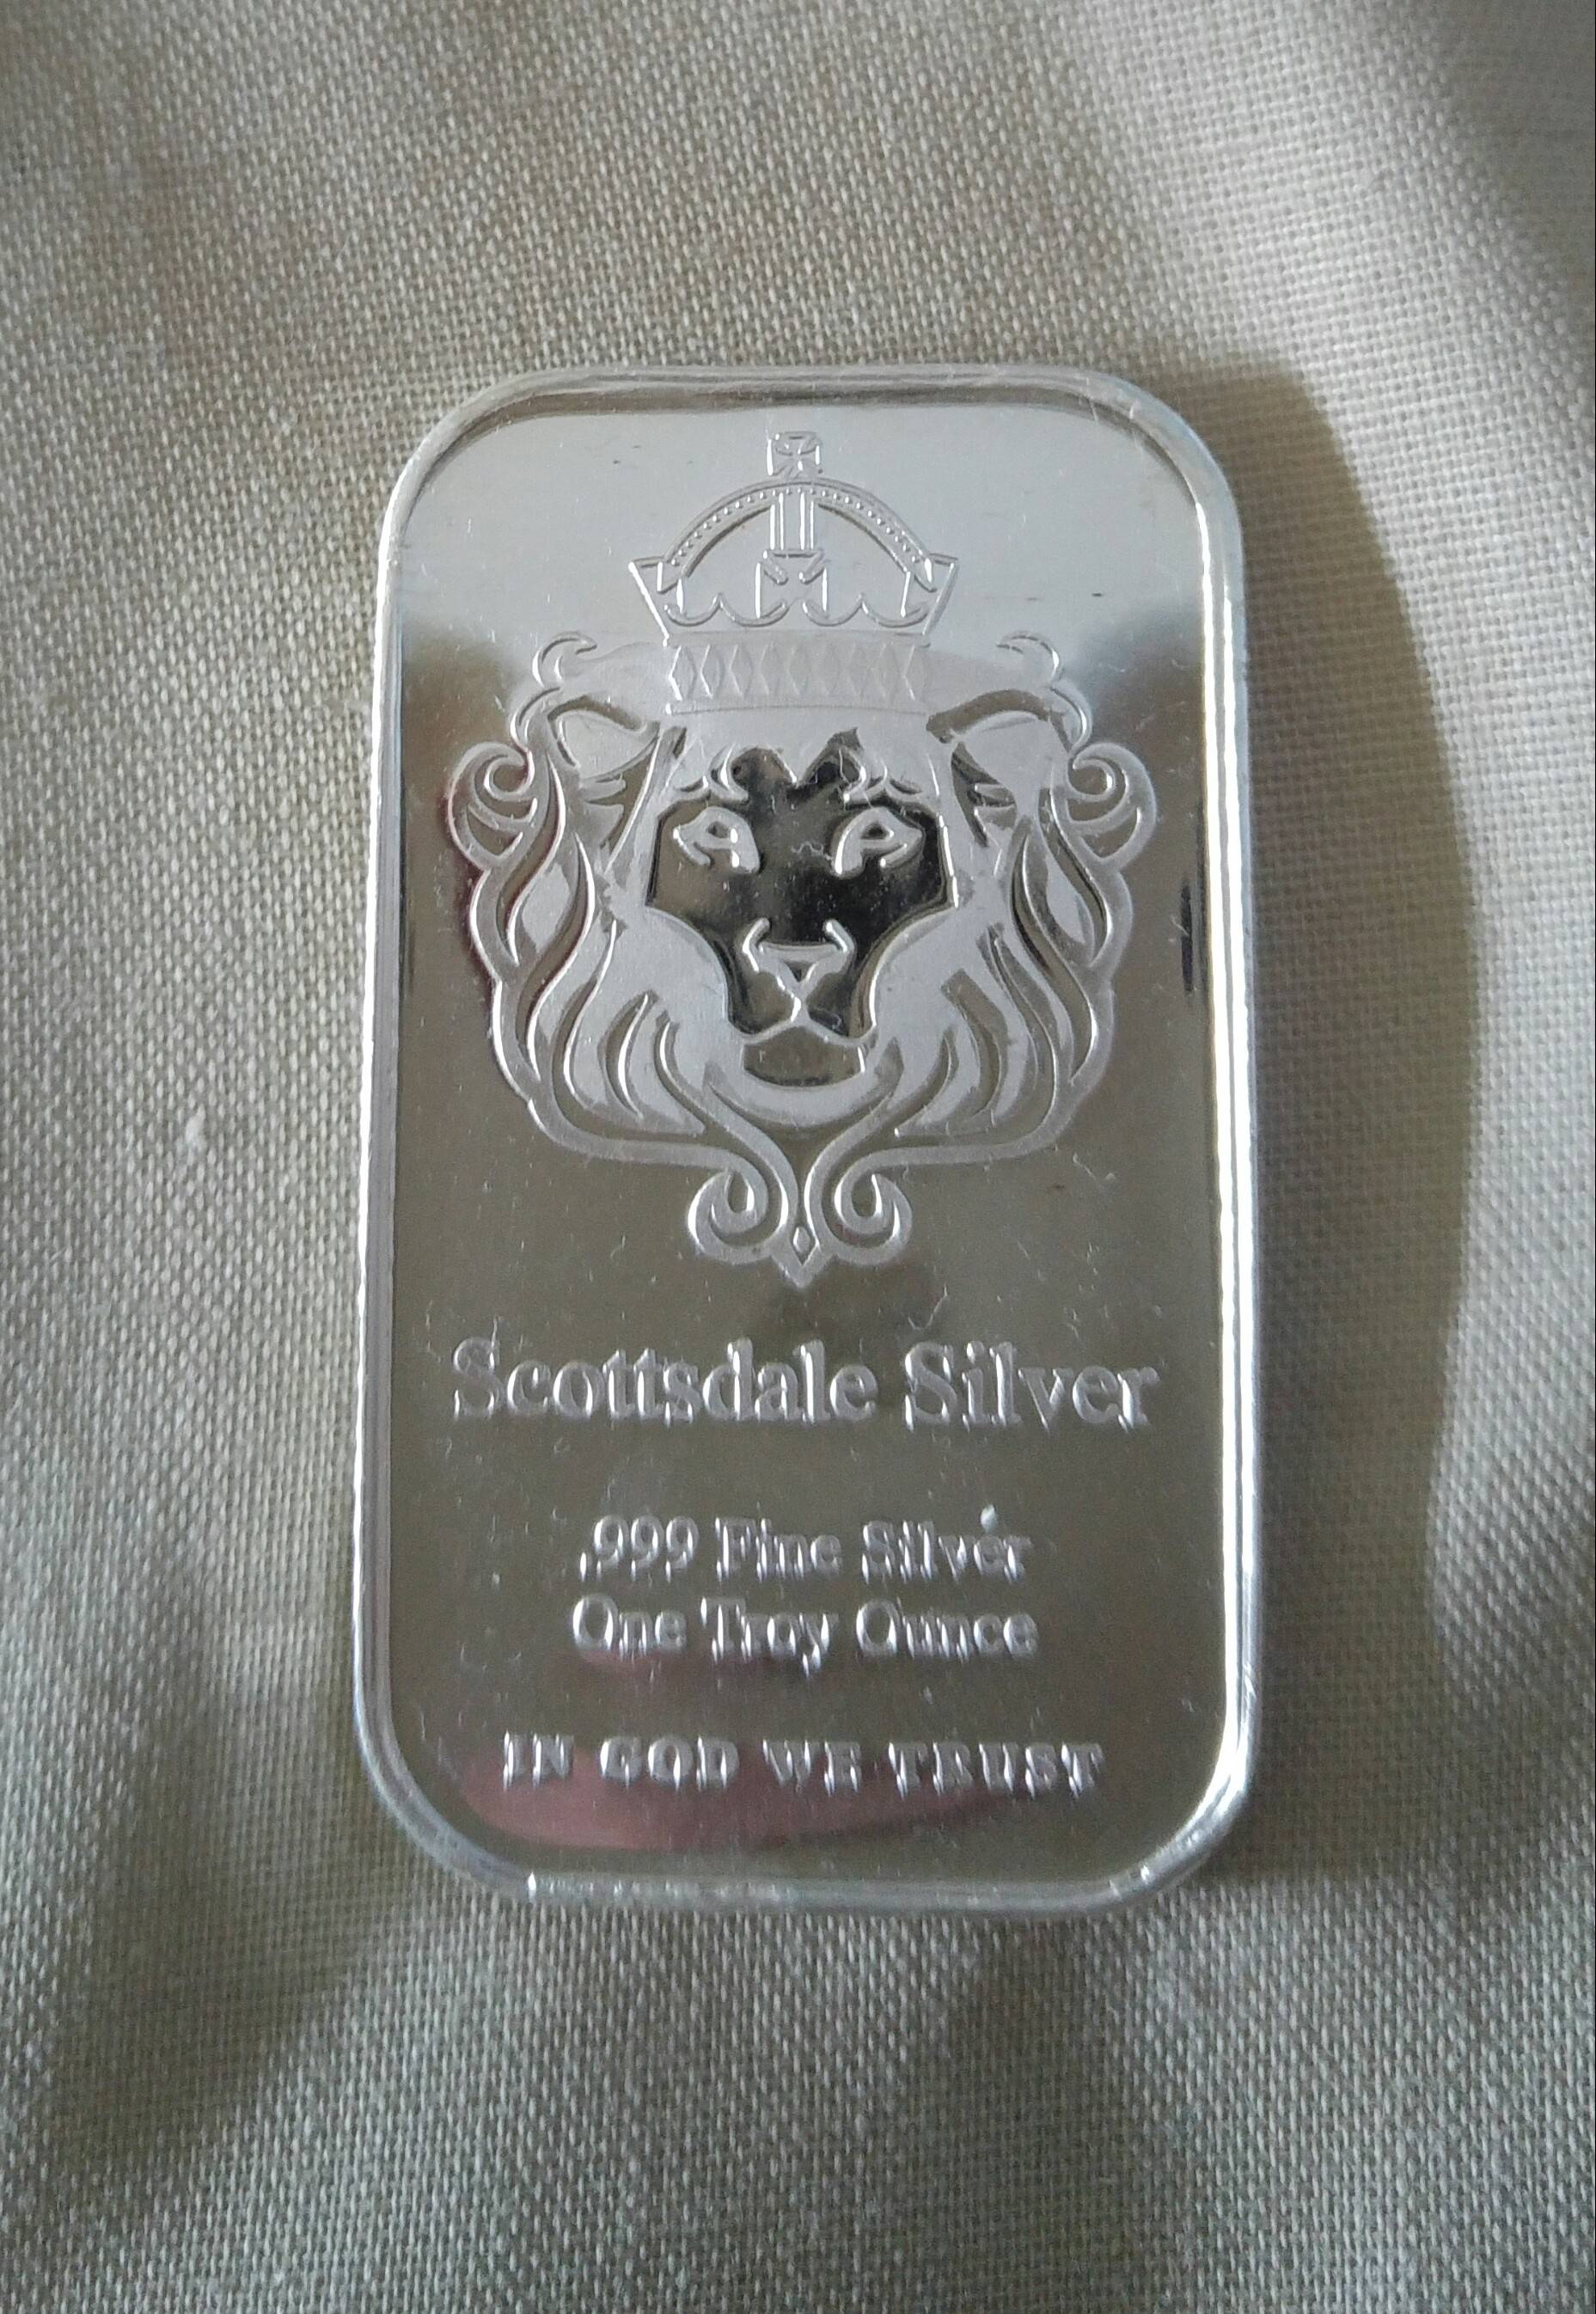 Scottsdale Silver
.999 Fine Silver
One Troy Ounce
IN GOD WE TRUST